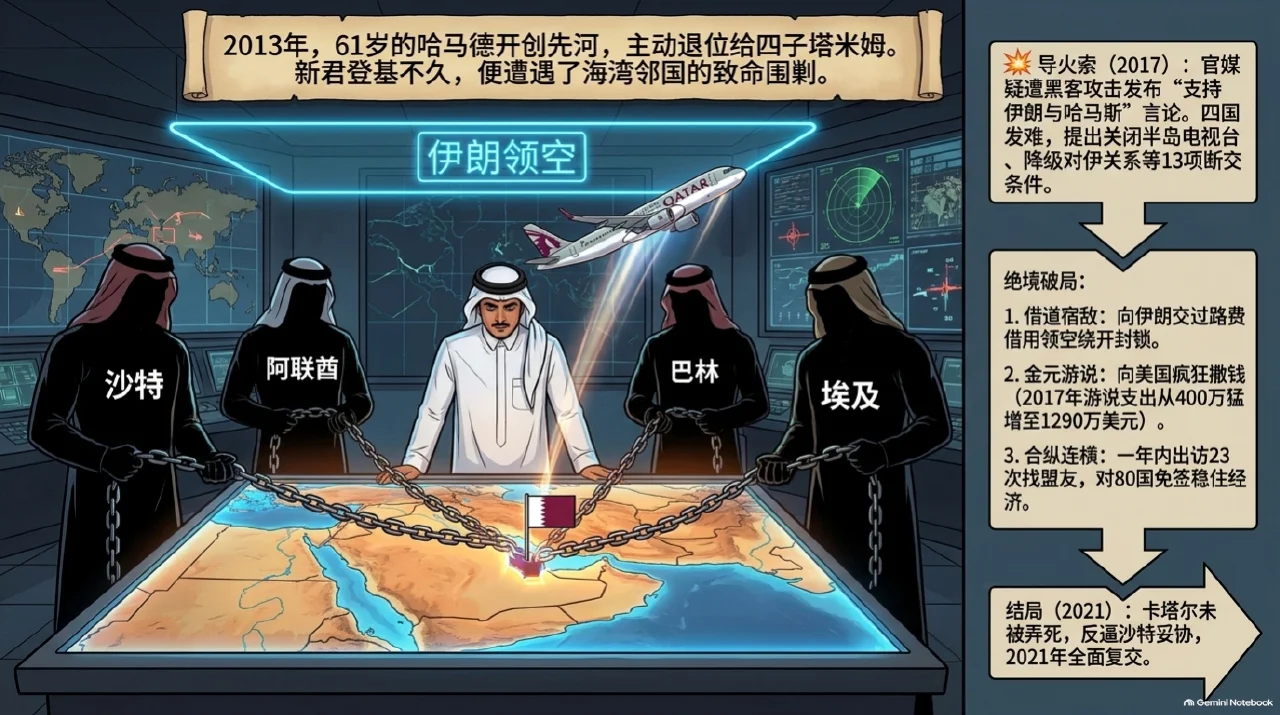 2013年，61岁的哈马德开创先河，主动退位给四子塔米姆。
新君登基不久，便遭遇了海湾邻国的致命围剿。
伊朗领空
QATAR
沙特
阿联酋
巴林
埃及
导火索（2017）：官媒
疑遭黑客攻击发布“支持
伊朗与哈马斯”言论。四国
发难，提出关闭半岛电视台
、降级对伊关系等13项断交
条件。
绝境破局：
1. 借道宿敌：向伊朗交过路费
借用领空绕开封锁。
2. 金元游说：向美国疯狂撒钱
（2017年游说支出从400万猛
增至1290万美元）。
3. 合纵连横：一年内出访23
次找盟友，对80国免签稳住经
济。
结局（2021）：卡塔尔未
被弄死，反逼沙特妥协，
2021年全面复交。
Gemini Notebook